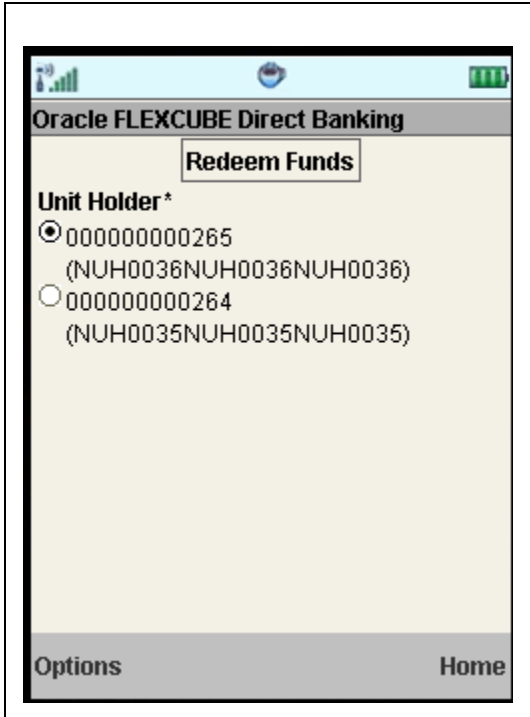 Oracle FLEXCUBE Direct Banking
Redeem Funds
Unit Holder*
000000000265
(NUH0036NUH0036NUH0036)
000000000264
(NUH0035NUH0035NUH0035)
Options Home